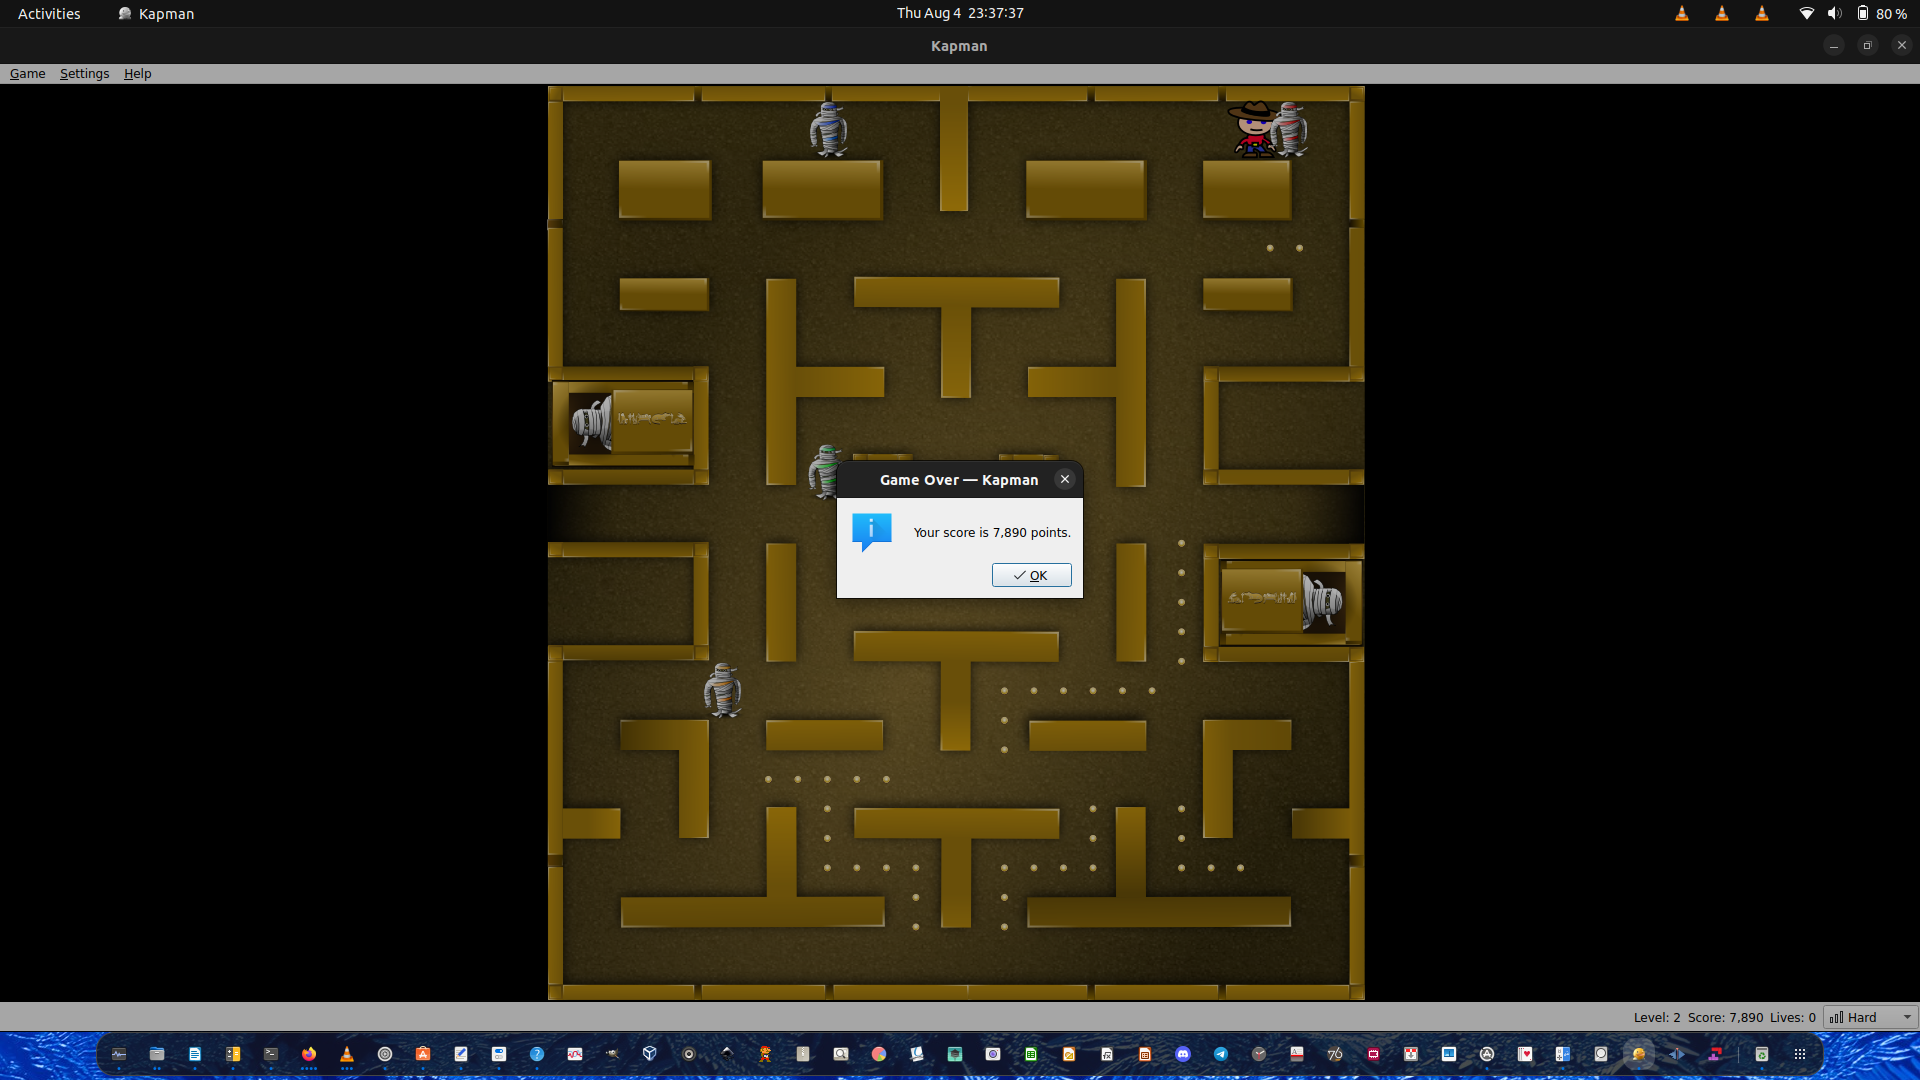 Activities
Kapman
Thu Aug 4 23:37:37
80 %
Kapman
Game Settings Help
Game Over — Kapman
Your score is 7,890 points.
OK
Level: 2 Score: 7,890 Lives: 0
Hard
76